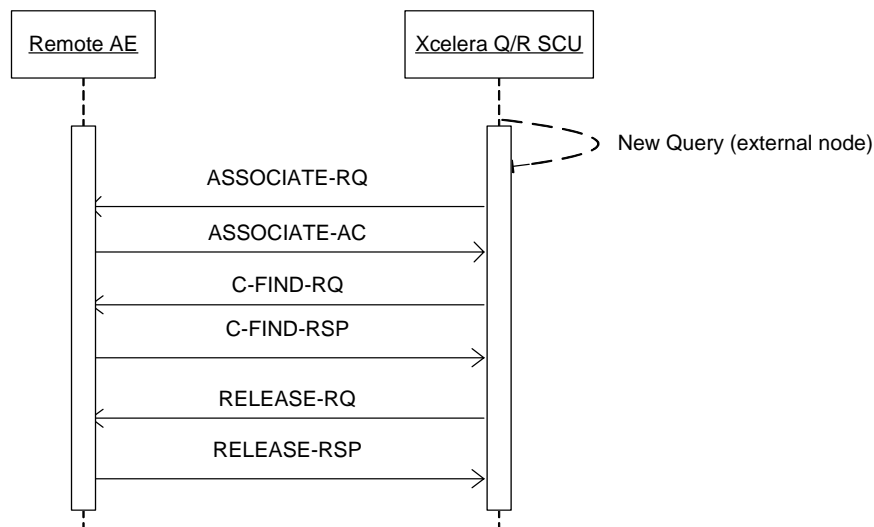 Remote AE
Xcelera Q/R SCU
New Query (external node)
ASSOCIATE-RQ
ASSOCIATE-AC
C-FIND-RQ
C-FIND-RSP
RELEASE-RQ
RELEASE-RSP